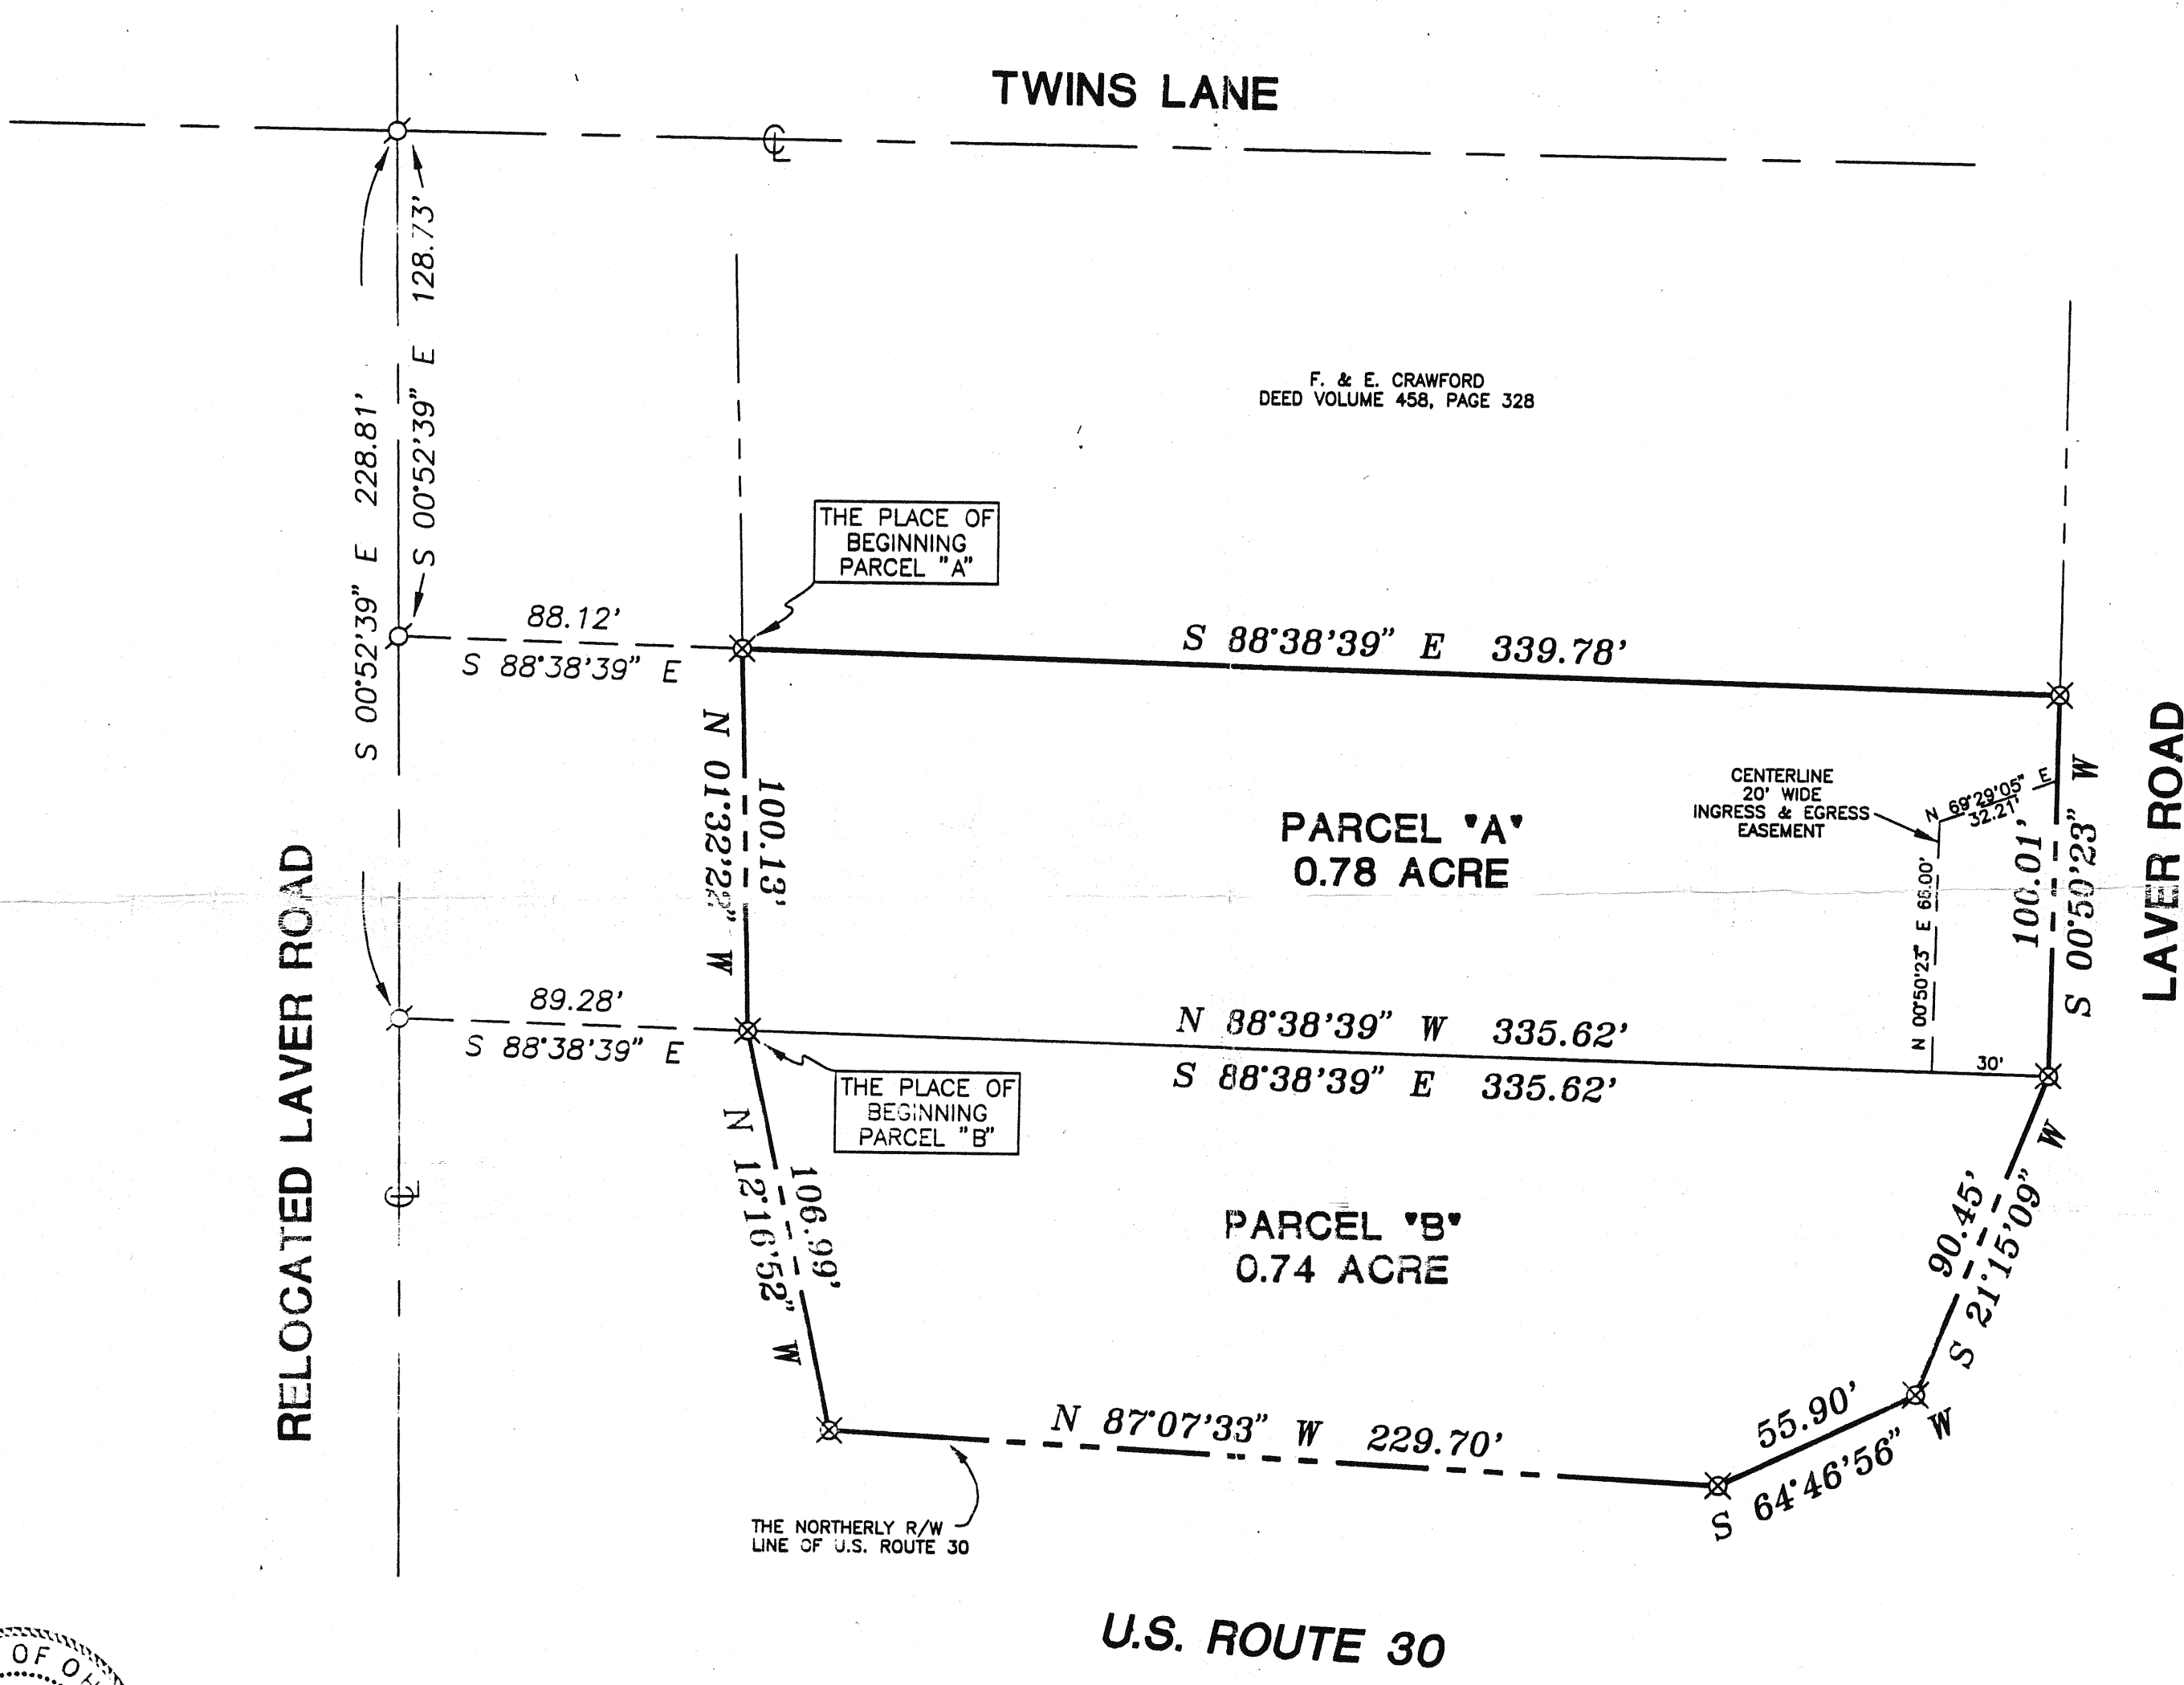 TWINS LANE
℄
S 00°52'39" E 128.73'
S 00°52'39" E 228.81'
F. & E. CRAWFORD
DEED VOLUME 458, PAGE 328
THE PLACE OF
BEGINNING
PARCEL "A"
88.12'
S 88°38'39" E
S 88°38'39" E 339.78'
N 01°32'22" W
100.13'
PARCEL "A"
0.78 ACRE
CENTERLINE
20' WIDE
INGRESS & EGRESS
EASEMENT
N 69°29'05" E
32.21'
N 00°50'23" E 66.00'
30'
100.01'
S 00°50'23" W
LAVER ROAD
RELOCATED LAVER ROAD
89.28'
S 88°38'39" E
N 88°38'39" W 335.62'
S 88°38'39" E 335.62'
THE PLACE OF
BEGINNING
PARCEL "B"
℄
N 12°16'52" W
106.99'
PARCEL "B"
0.74 ACRE
90.45'
S 21°15'09" W
55.90'
S 64°46'56" W
N 87°07'33" W 229.70'
THE NORTHERLY R/W
LINE OF U.S. ROUTE 30
U.S. ROUTE 30
OF